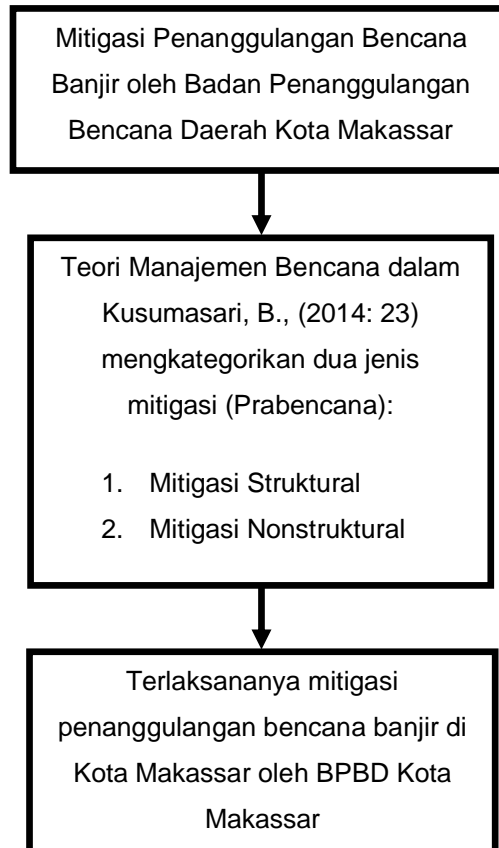 Mitigasi Penanggulangan Bencana
Banjir oleh Badan Penanggulangan
Bencana Daerah Kota Makassar
Teori Manajemen Bencana dalam
Kusumasari, B., (2014: 23)
mengkategorikan dua jenis
mitigasi (Prabencana):
1. Mitigasi Struktural
2. Mitigasi Nonstruktural
Terlaksananya mitigasi
penanggulangan bencana banjir di
Kota Makassar oleh BPBD Kota
Makassar